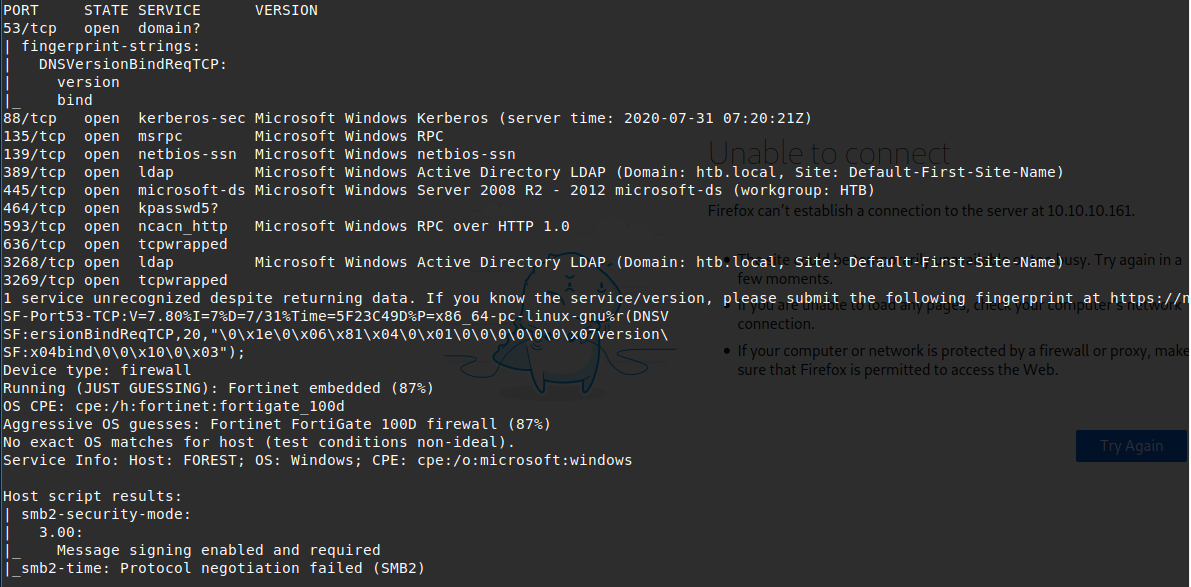 PORT     STATE SERVICE      VERSION
53/tcp   open  domain?
| fingerprint-strings:
|   DNSVersionBindReqTCP:
|     version
|_    bind
88/tcp   open  kerberos-sec Microsoft Windows Kerberos (server time: 2020-07-31 07:20:21Z)
135/tcp  open  msrpc        Microsoft Windows RPC
139/tcp  open  netbios-ssn  Microsoft Windows netbios-ssn
389/tcp  open  ldap         Microsoft Windows Active Directory LDAP (Domain: htb.local, Site: Default-First-Site-Name)
445/tcp  open  microsoft-ds Microsoft Windows Server 2008 R2 - 2012 microsoft-ds (workgroup: HTB)
464/tcp  open  kpasswd5?
593/tcp  open  ncacn_http   Microsoft Windows RPC over HTTP 1.0
636/tcp  open  tcpwrapped
3268/tcp open  ldap         Microsoft Windows Active Directory LDAP (Domain: htb.local, Site: Default-First-Site-Name)
3269/tcp open  tcpwrapped
1 service unrecognized despite returning data. If you know the service/version, please submit the following fingerprint at https://n
SF-Port53-TCP:V=7.80%I=7%D=7/31%Time=5F23C49D%P=x86_64-pc-linux-gnu%r(DNSV
SF:ersionBindReqTCP,20,"\0\x1e\0\x06\x81\x04\0\x01\0\0\0\0\0\0\x07version\
SF:x04bind\0\0\x10\0\x03");
Device type: firewall
Running (JUST GUESSING): Fortinet embedded (87%)
OS CPE: cpe:/h:fortinet:fortigate_100d
Aggressive OS guesses: Fortinet FortiGate 100D firewall (87%)
No exact OS matches for host (test conditions non-ideal).
Service Info: Host: FOREST; OS: Windows; CPE: cpe:/o:microsoft:windows
Host script results:
| smb2-security-mode:
|   3.00:
|_    Message signing enabled and required
|_smb2-time: Protocol negotiation failed (SMB2)
Unable to connect
Firefox can't establish a connection to the server at 10.10.10.161.
busy. Try again in a
few moments.
If you are unable to load any pages, check your computer's network
connection.
If your computer or network is protected by a firewall or proxy, make
sure that Firefox is permitted to access the Web.
Try Again